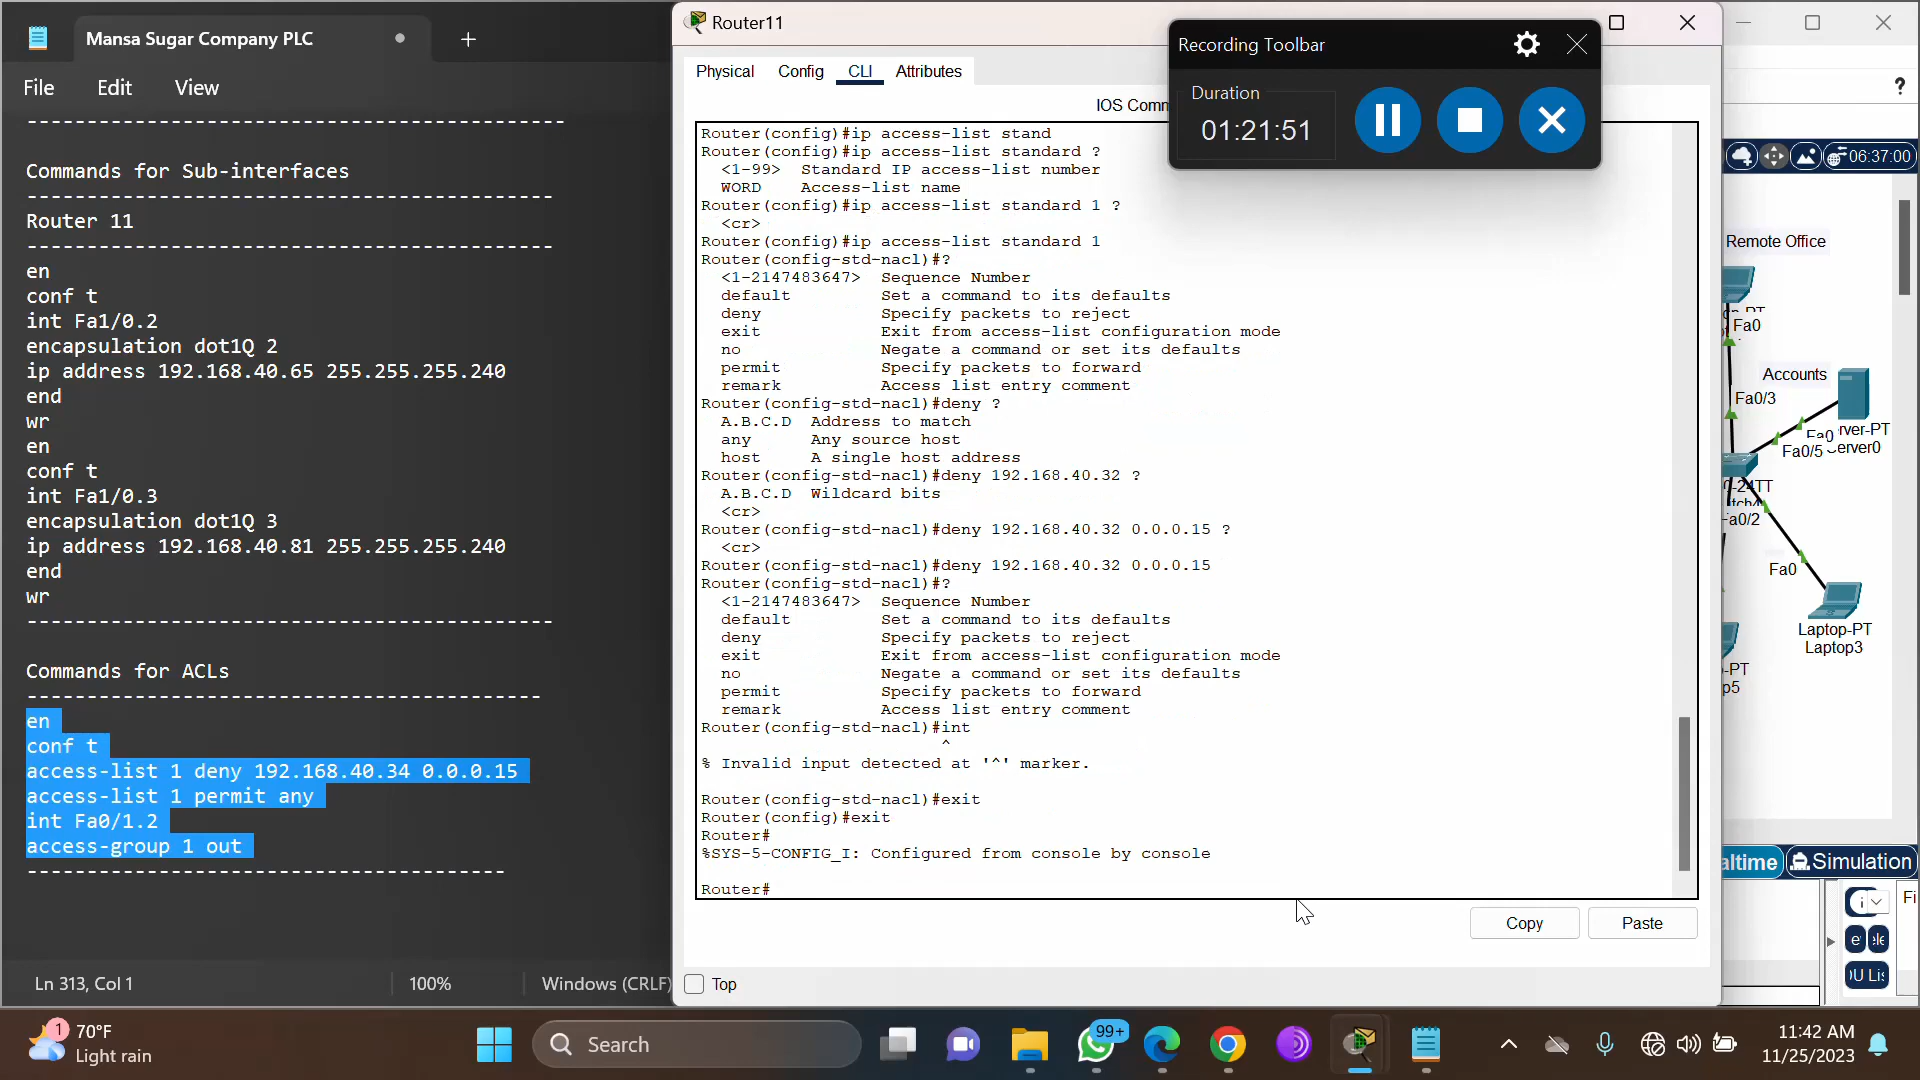 Mansa Sugar Company PLC
File Edit View
-----------------------------------------------
Commands for Sub-interfaces
----------------------------------------------
Router 11
----------------------------------------------
en
conf t
int Fa1/0.2
encapsulation dot1Q 2
ip address 192.168.40.65 255.255.255.240
end
wr
en
conf t
int Fa1/0.3
encapsulation dot1Q 3
ip address 192.168.40.81 255.255.255.240
end
wr
----------------------------------------------
Commands for ACLs
---------------------------------------------
en
conf t
access-list 1 deny 192.168.40.34 0.0.0.15
access-list 1 permit any
int Fa0/1.2
access-group 1 out
------------------------------------------
Ln 313, Col 1 100% Windows (CRLF)
Router11
Physical Config CLI Attributes
IOS Comm
Router(config)#ip access-list stand
Router(config)#ip access-list standard ?
<1-99> Standard IP access-list number
WORD Access-list name
Router(config)#ip access-list standard 1 ?
<cr>
Router(config)#ip access-list standard 1
Router(config-std-nacl)#?
<1-2147483647> Sequence Number
default Set a command to its defaults
deny Specify packets to reject
exit Exit from access-list configuration mode
no Negate a command or set its defaults
permit Specify packets to forward
remark Access list entry comment
Router(config-std-nacl)#deny ?
A.B.C.D Address to match
any Any source host
host A single host address
Router(config-std-nacl)#deny 192.168.40.32 ?
A.B.C.D Wildcard bits
<cr>
Router(config-std-nacl)#deny 192.168.40.32 0.0.0.15 ?
<cr>
Router(config-std-nacl)#deny 192.168.40.32 0.0.0.15
Router(config-std-nacl)#?
<1-2147483647> Sequence Number
default Set a command to its defaults
deny Specify packets to reject
exit Exit from access-list configuration mode
no Negate a command or set its defaults
permit Specify packets to forward
remark Access list entry comment
Router(config-std-nacl)#int
^
% Invalid input detected at '^' marker.
Router(config-std-nacl)#exit
Router(config)#exit
Router#
%SYS-5-CONFIG_I: Configured from console by console
Router#
Copy Paste
Top
Recording Toolbar
Duration
01:21:51
?
06:37:00
Remote Office
Fa0
Accounts
Fa0/3
Fa0
rver-PT
Fa0/5
erver0
-24TT
Fa0/2
Fa0
Laptop-PT
Laptop3
-PT
p5
altime Simulation
Fi
1
70°F
Light rain
Search
99+
11:42 AM
11/25/2023